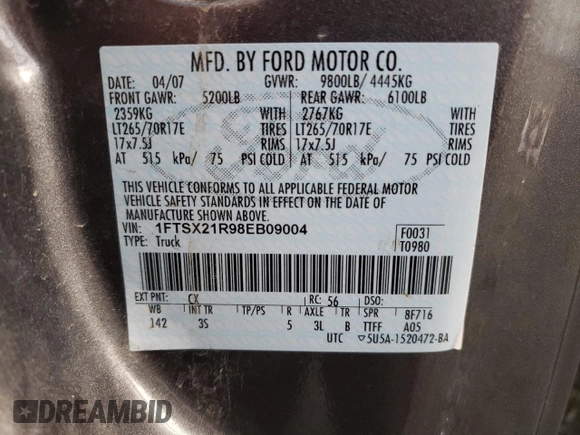 MFD. BY FORD MOTOR CO.
DATE: 04/07 GVWR: 9800LB/ 4445KG
FRONT GAWR: 5200LB REAR GAWR: 6100LB
2359KG WITH 2767KG WITH
LT265/70R17E TIRES LT265/70R17E TIRES
17x7.5J RIMS 17x7.5J RIMS
AT 515 kPa/ 75 PSI COLD AT 515 kPa/ 75 PSI COLD
THIS VEHICLE CONFORMS TO ALL APPLICABLE FEDERAL MOTOR
VEHICLE SAFETY STANDARDS IN EFFECT ON THE DATE OF
MANUFACTURE SHOWN ABOVE.
VIN: 1FTSX21R98EB09004 F0031
TYPE: Truck T0980
EXT PNT: CX RC: 56 DSO:
WB INT TR TP/PS R AXLE TR SPR 8F716
142 3S 5 3L B TTFF A05
UTC ▽5U5A-1520472-BA
Ford
DREAMBID